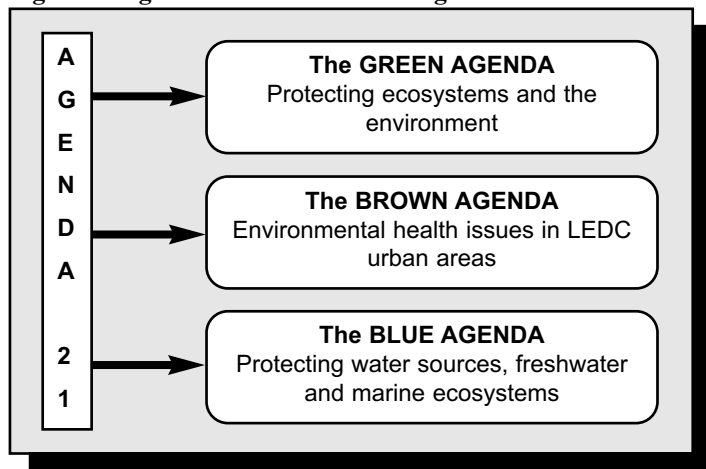 A
G
E
N
D
A
2
1
The GREEN AGENDA
Protecting ecosystems and the
environment
The BROWN AGENDA
Environmental health issues in LEDC
urban areas
The BLUE AGENDA
Protecting water sources, freshwater
and marine ecosystems